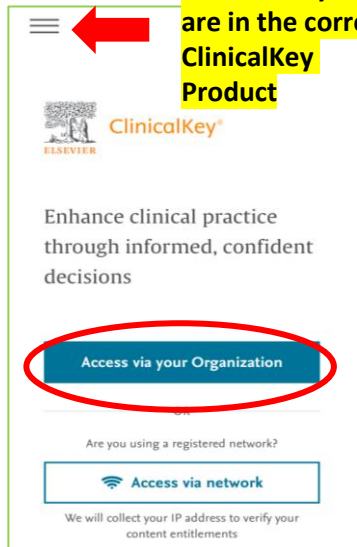 are in the corre
ClinicalKey
Product
ELSEVIER
ClinicalKey®
Enhance clinical practice
through informed, confident
decisions
Access via your Organization
Are you using a registered network?
Access via network
We will collect your IP address to verify your
content entitlements